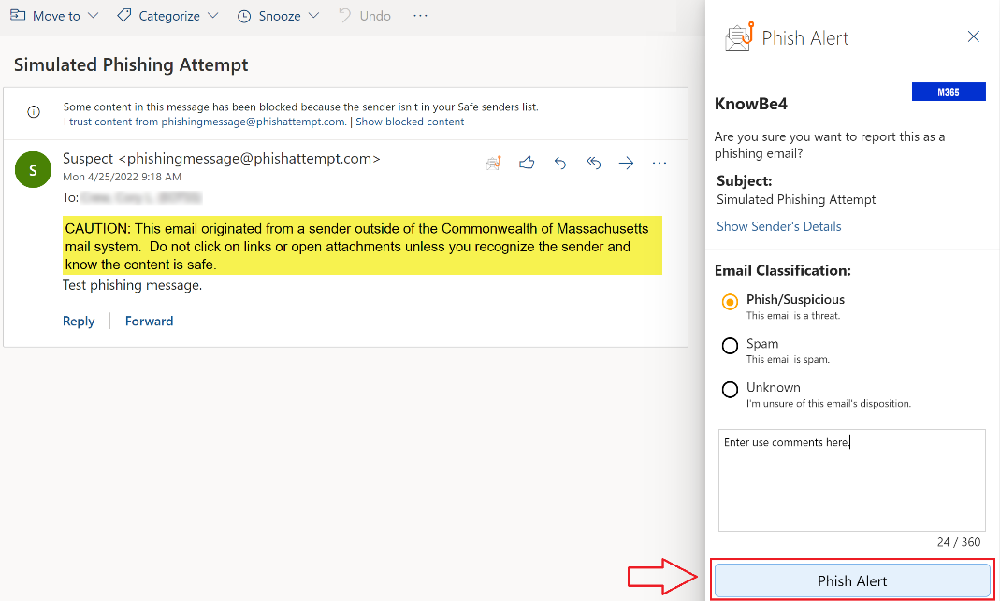 Move to
Categorize
Snooze
Undo
Simulated Phishing Attempt
Some content in this message has been blocked because the sender isn't in your Safe senders list.
I trust content from phishingmessage@phishattempt.com. | Show blocked content
S
Suspect <phishingmessage@phishattempt.com>
Mon 4/25/2022 9:18 AM
To:
CAUTION: This email originated from a sender outside of the Commonwealth of Massachusetts
mail system.  Do not click on links or open attachments unless you recognize the sender and
know the content is safe.
Test phishing message.
Reply
Forward
Phish Alert
M365
KnowBe4
Are you sure you want to report this as a
phishing email?
Subject:
Simulated Phishing Attempt
Show Sender's Details
Email Classification:
Phish/Suspicious
This email is a threat.
Spam
This email is spam.
Unknown
I'm unsure of this email's disposition.
Enter use comments here.
24 / 360
Phish Alert